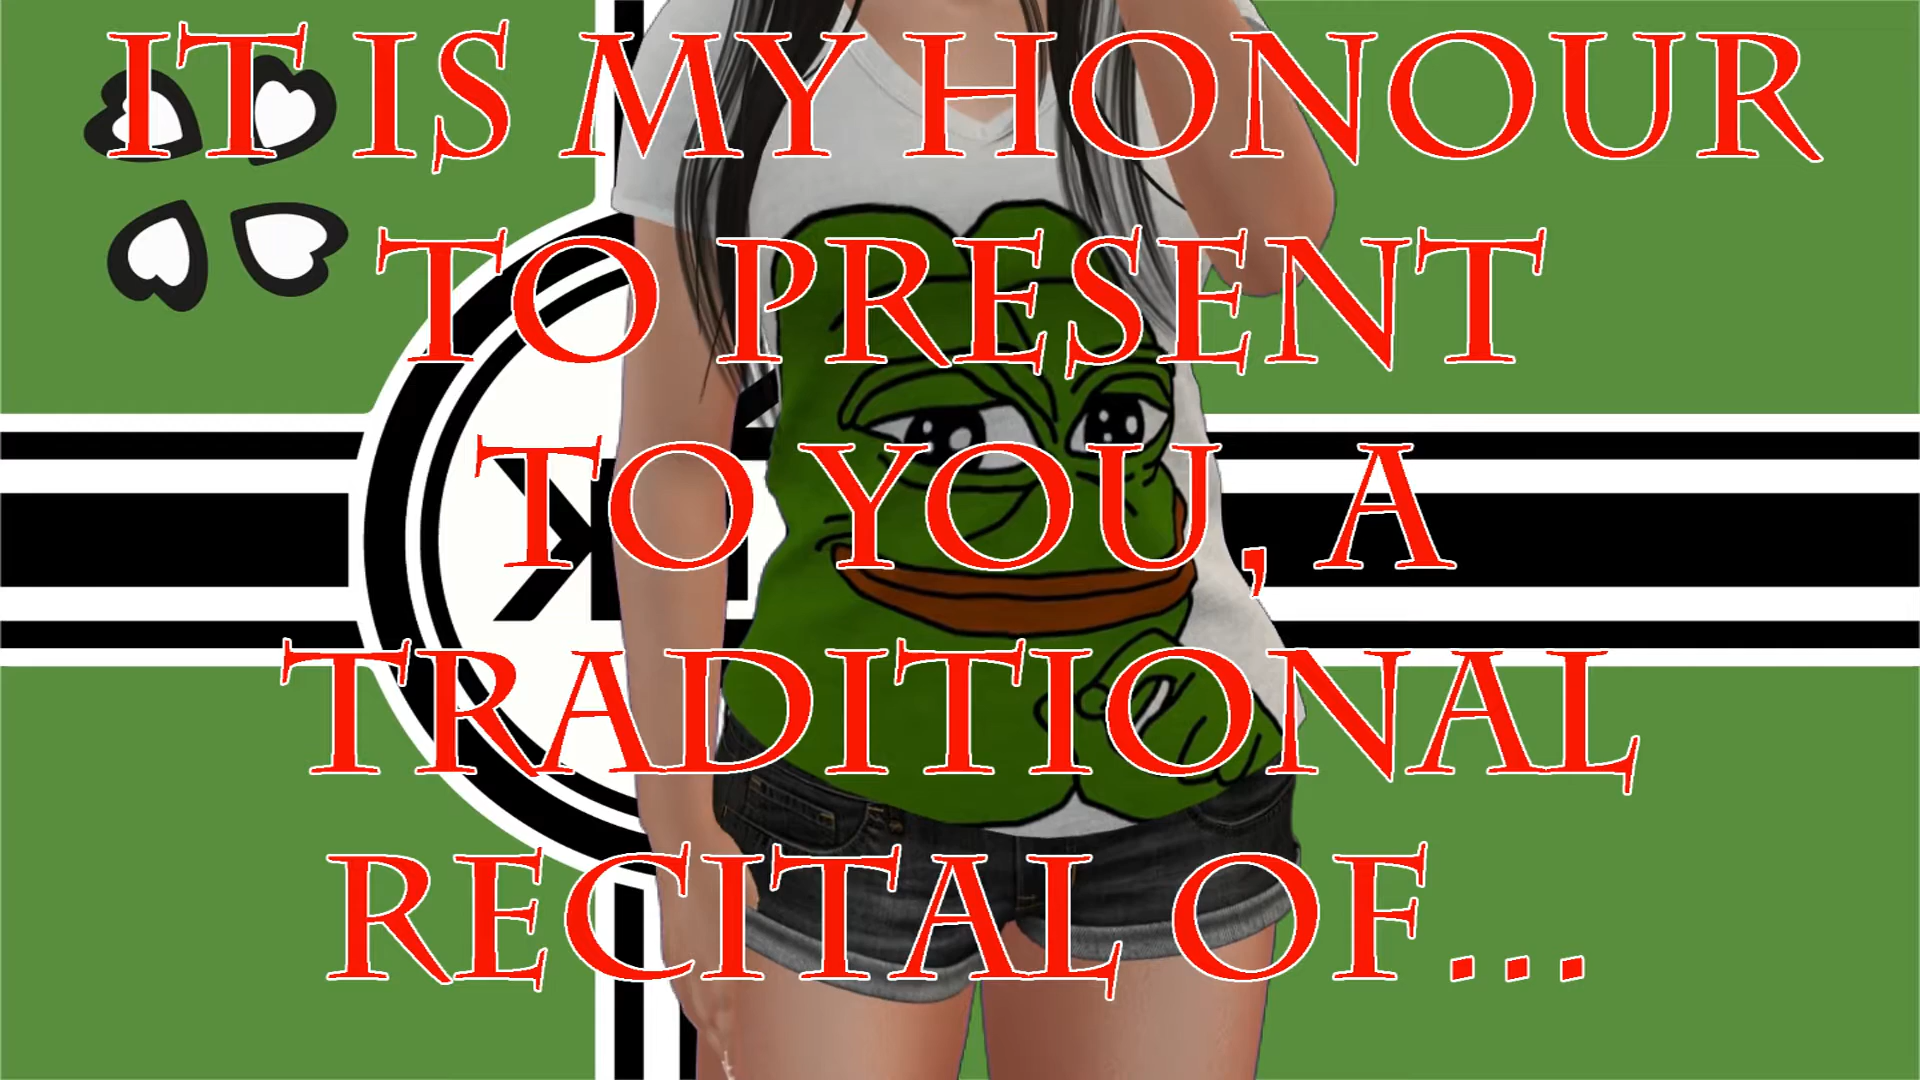 IT IS MY HONOUR
TO PRESENT
TO YOU, A
TRADITIONAL
RECITAL OF...